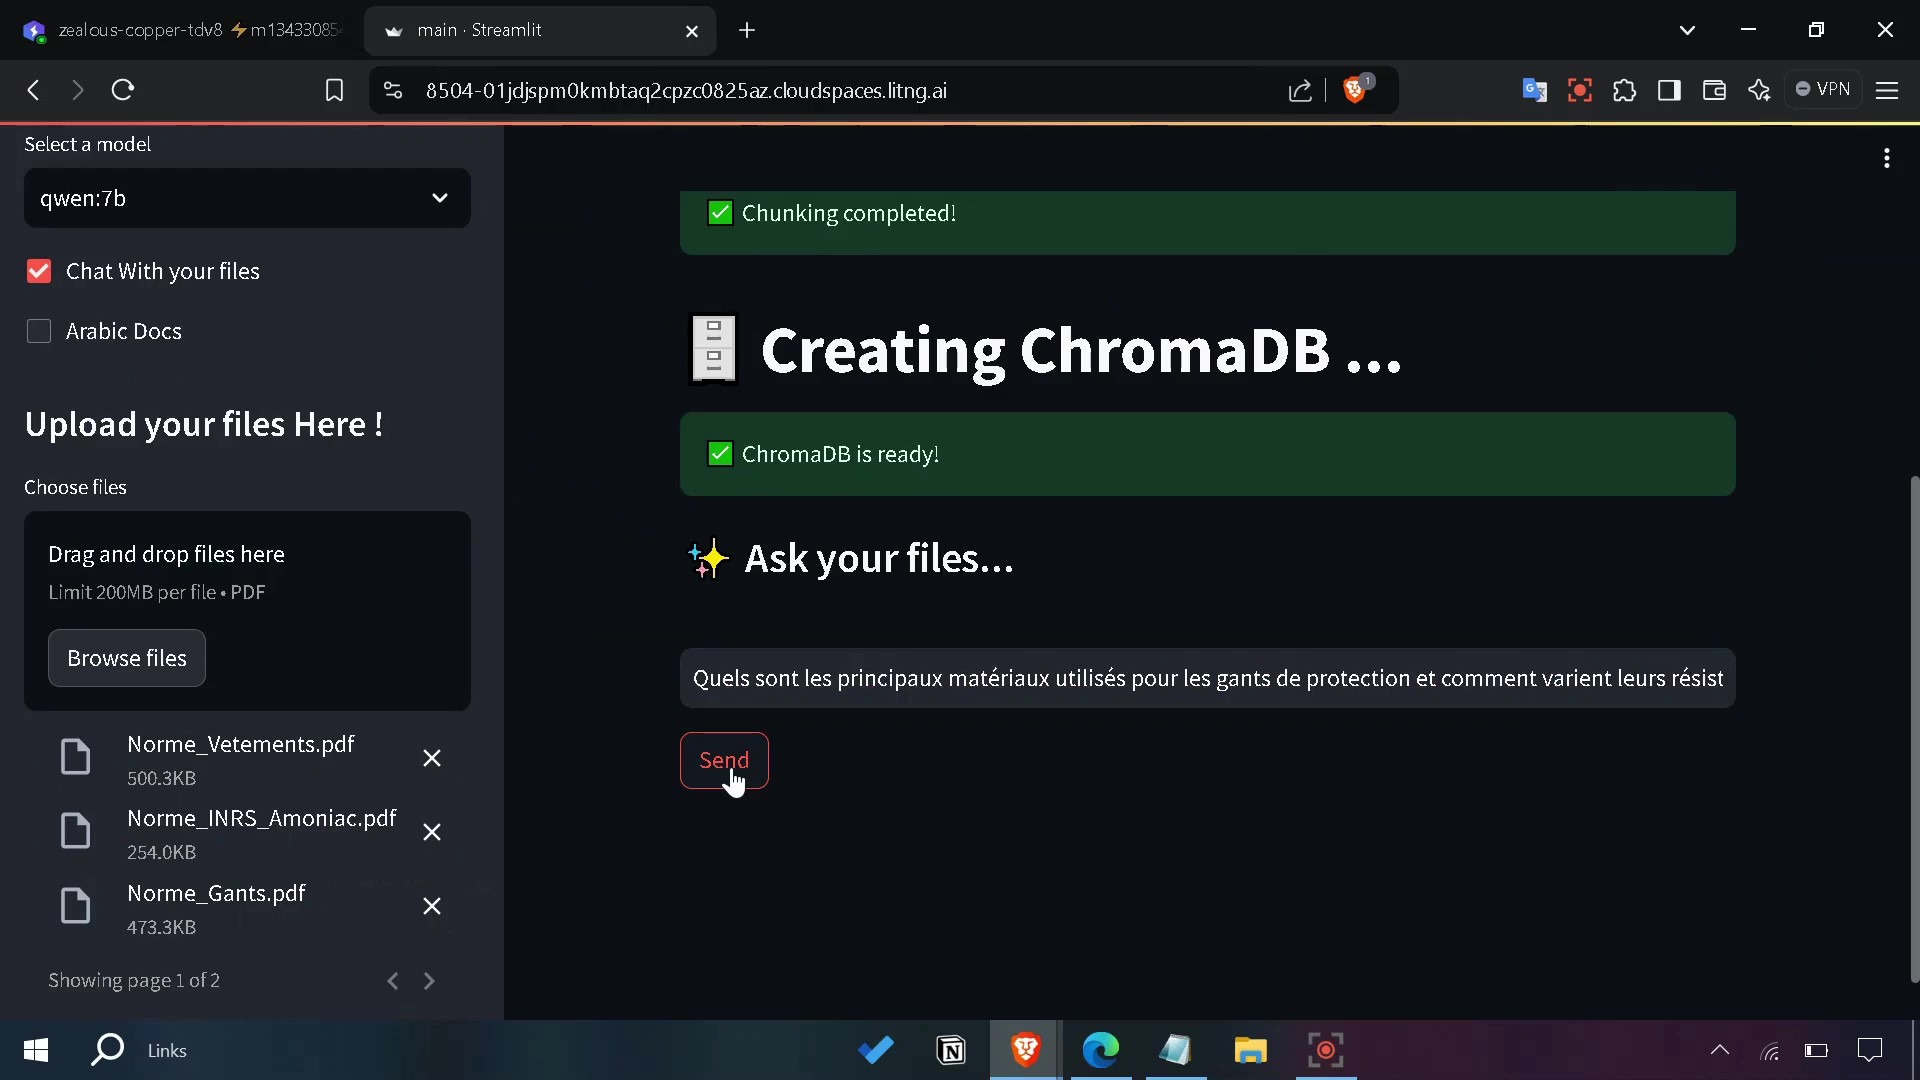 zealous-copper-tdv8 ⚡m13433085
main · Streamlit
8504-01jdjspm0kmbtaq2cpzc0825az.cloudspaces.litng.ai
1
VPN
Select a model
qwen:7b
Chat With your files
Arabic Docs
Upload your files Here !
Choose files
Drag and drop files here
Limit 200MB per file • PDF
Browse files
Norme_Vetements.pdf
500.3KB
Norme_INRS_Amoniac.pdf
254.0KB
Norme_Gants.pdf
473.3KB
Showing page 1 of 2
✅ Chunking completed!
🗄️ Creating ChromaDB ...
✅ ChromaDB is ready!
✨ Ask your files...
Quels sont les principaux matériaux utilisés pour les gants de protection et comment varient leurs résist
Send
Links